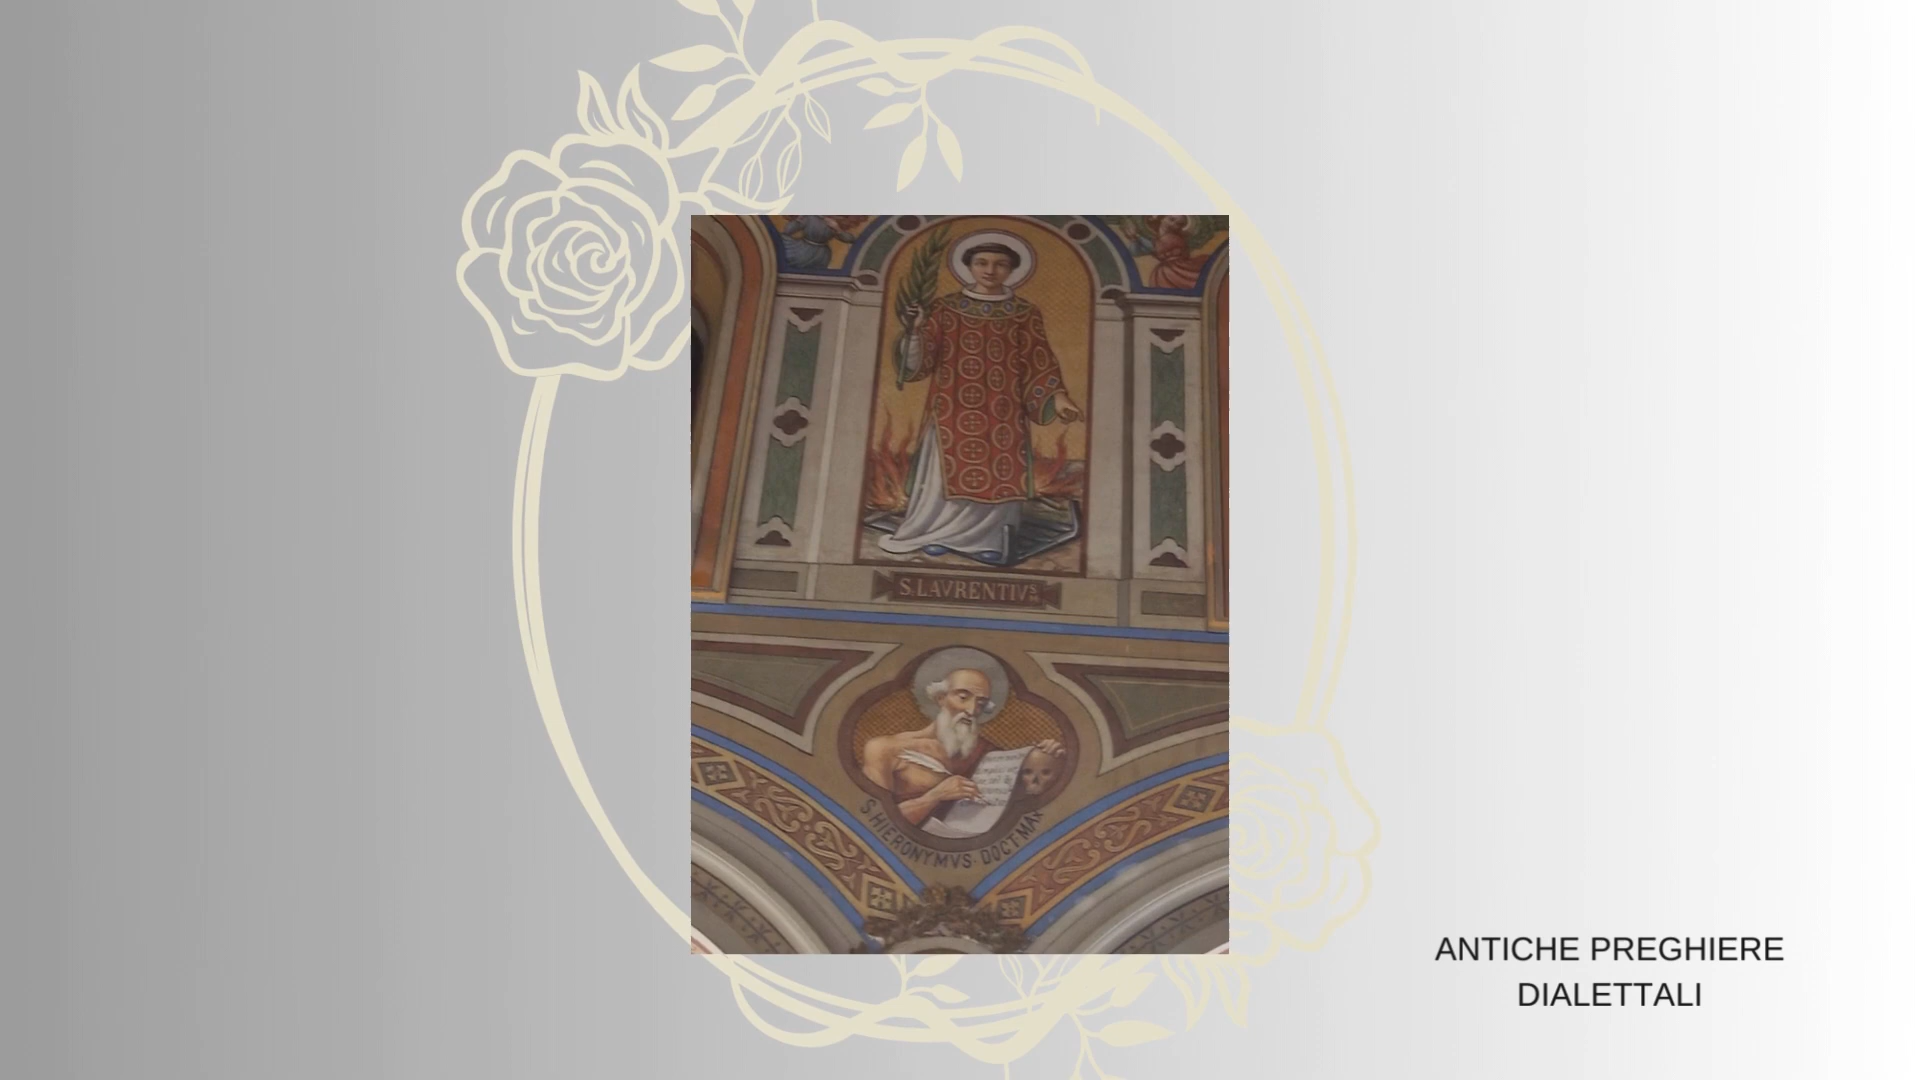 S. LAVRENTIVS M
S. HIERONYMVS · DOCT · MAX
ANTICHE PREGHIERE
DIALETTALI